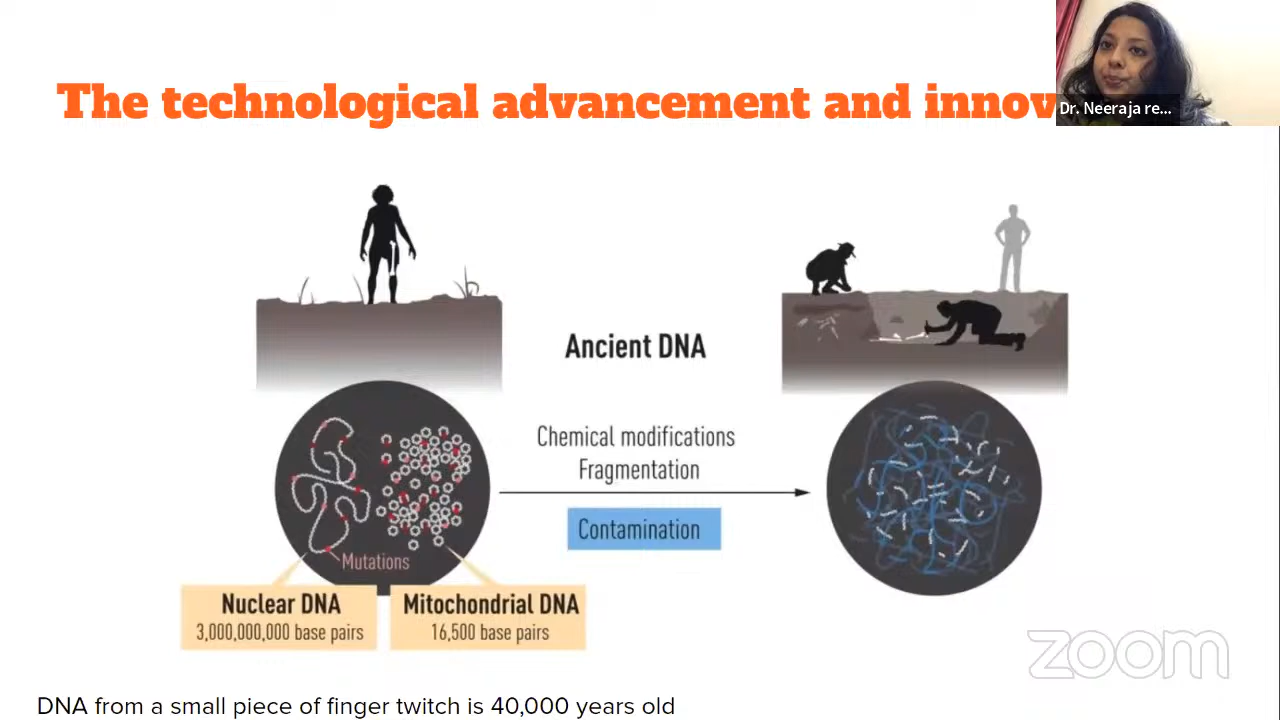 The technological advancement and innov
Dr. Neeraja re...
Ancient DNA
Chemical modifications
Fragmentation
Contamination
Mutations
Nuclear DNA
3,000,000,000 base pairs
Mitochondrial DNA
16,500 base pairs
zoom
DNA from a small piece of finger twitch is 40,000 years old